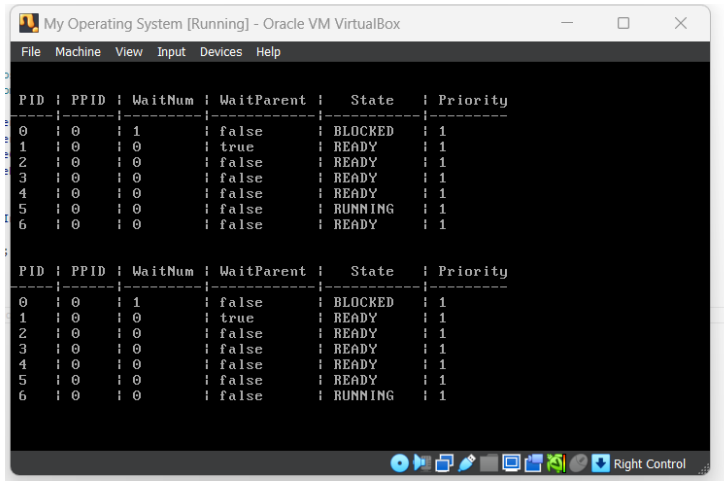 My Operating System [Running] - Oracle VM VirtualBox
File Machine View Input Devices Help
PID ¦ PPID ¦ WaitNum ¦ WaitParent ¦ State ¦ Priority
-----¦------¦---------¦------------¦-----------¦---------
0 ¦ 0 ¦ 1 ¦ false ¦ BLOCKED ¦ 1
1 ¦ 0 ¦ 0 ¦ true ¦ READY ¦ 1
2 ¦ 0 ¦ 0 ¦ false ¦ READY ¦ 1
3 ¦ 0 ¦ 0 ¦ false ¦ READY ¦ 1
4 ¦ 0 ¦ 0 ¦ false ¦ READY ¦ 1
5 ¦ 0 ¦ 0 ¦ false ¦ RUNNING ¦ 1
6 ¦ 0 ¦ 0 ¦ false ¦ READY ¦ 1
PID ¦ PPID ¦ WaitNum ¦ WaitParent ¦ State ¦ Priority
-----¦------¦---------¦------------¦-----------¦---------
0 ¦ 0 ¦ 1 ¦ false ¦ BLOCKED ¦ 1
1 ¦ 0 ¦ 0 ¦ true ¦ READY ¦ 1
2 ¦ 0 ¦ 0 ¦ false ¦ READY ¦ 1
3 ¦ 0 ¦ 0 ¦ false ¦ READY ¦ 1
4 ¦ 0 ¦ 0 ¦ false ¦ READY ¦ 1
5 ¦ 0 ¦ 0 ¦ false ¦ READY ¦ 1
6 ¦ 0 ¦ 0 ¦ false ¦ RUNNING ¦ 1
Right Control